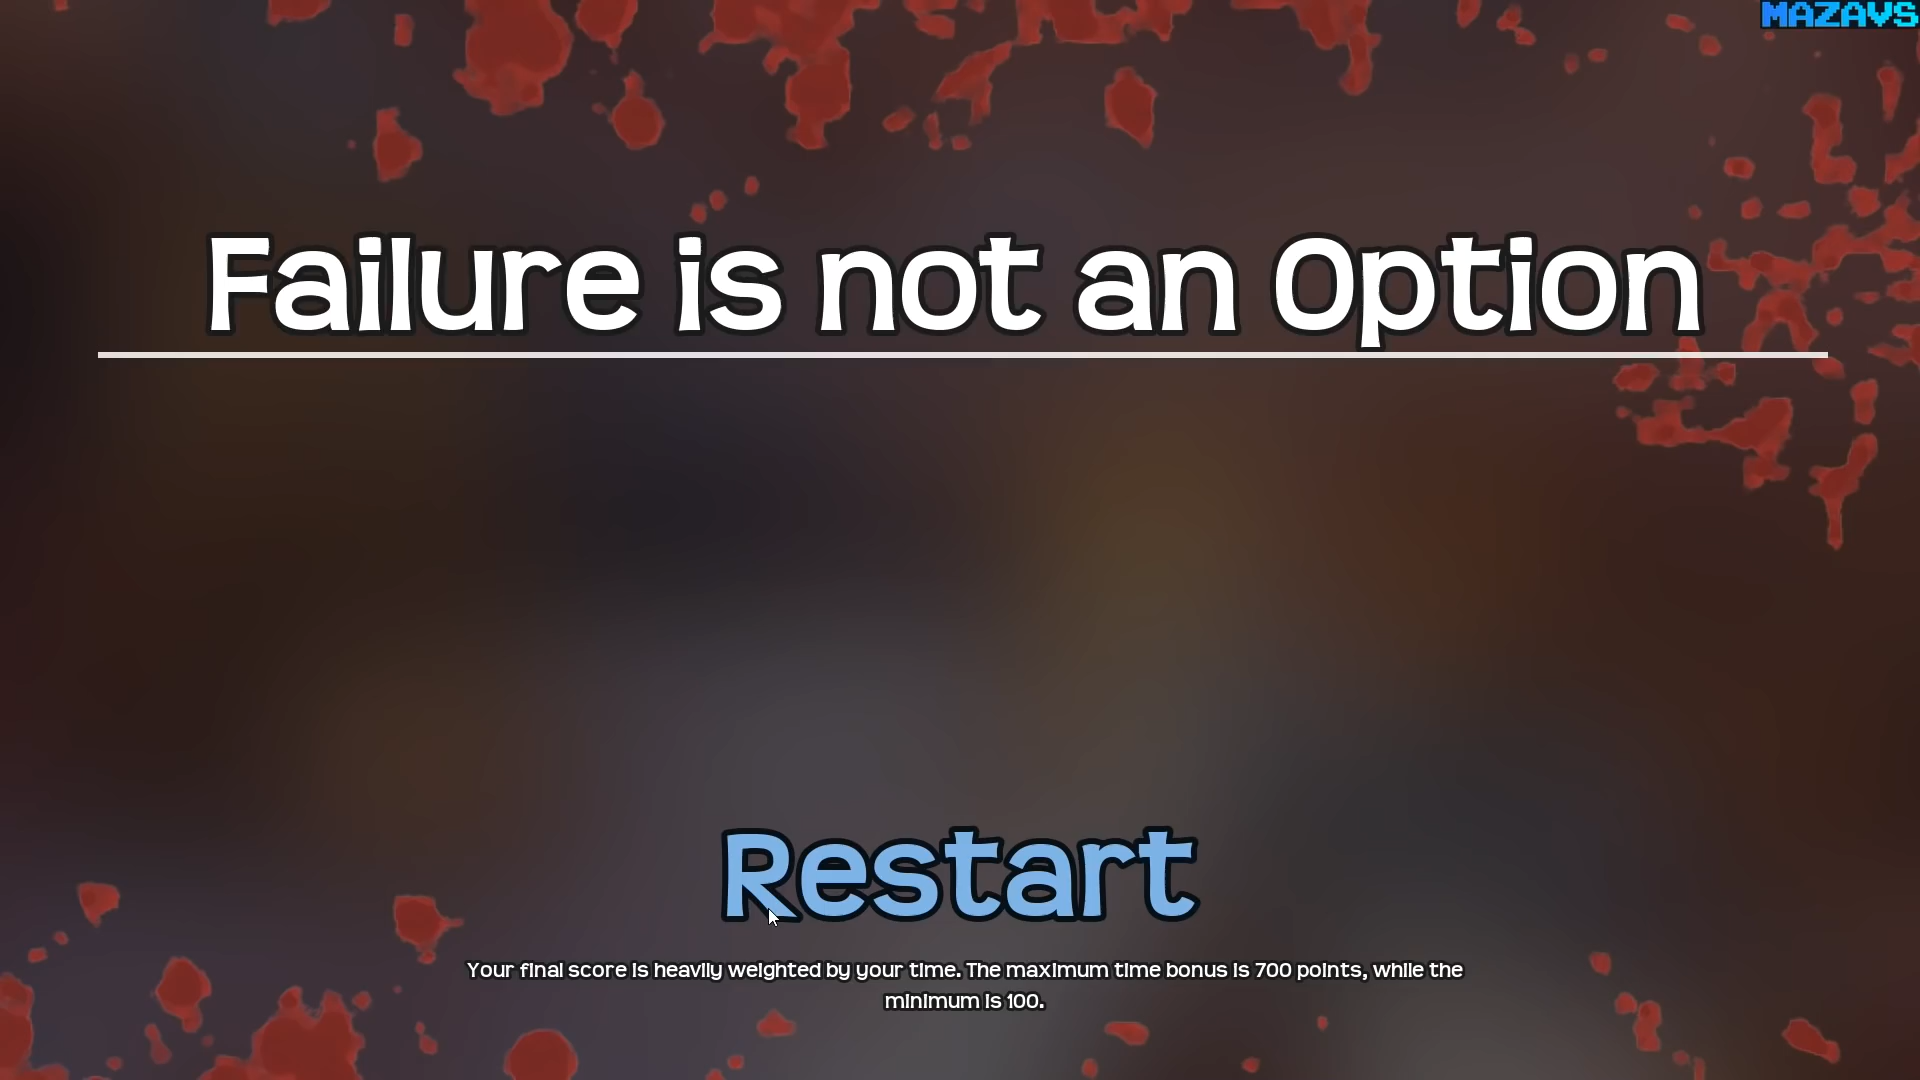 MAZAVS
Failure is not an Option
Restart
Your final score is heavily weighted by your time. The maximum time bonus is 700 points, while the
minimum is 100.